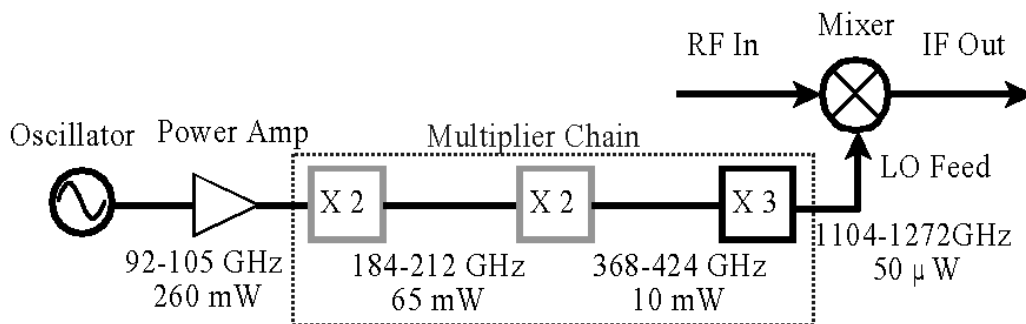 Mixer
RF In
IF Out
Oscillator
Power Amp
Multiplier Chain
LO Feed
X 2
X 2
X 3
92-105 GHz
260 mW
184-212 GHz
65 mW
368-424 GHz
10 mW
1104-1272GHz
50 μ W